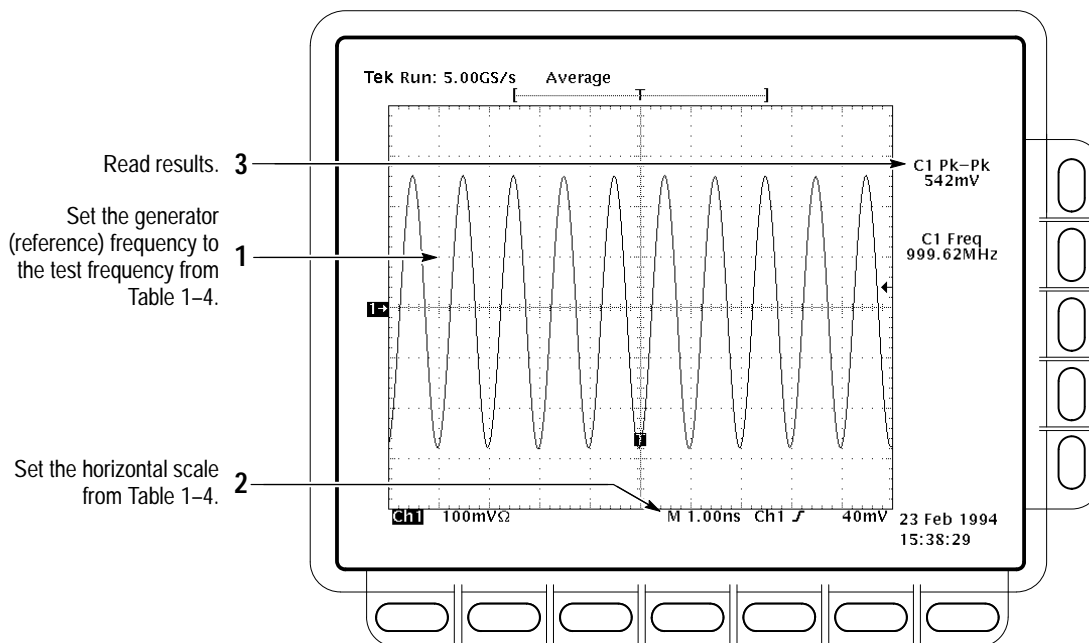 Tek Run: 5.00GS/s Average
[ T ]
Read results. 3
C1 Pk–Pk
542mV
Set the generator
(reference) frequency to
the test frequency from
Table 1–4.
1
C1 Freq
999.62MHz
1→
T
Set the horizontal scale
from Table 1–4.
2
Ch1 100mVΩ M 1.00ns Ch1 ƒ 40mV
23 Feb 1994
15:38:29